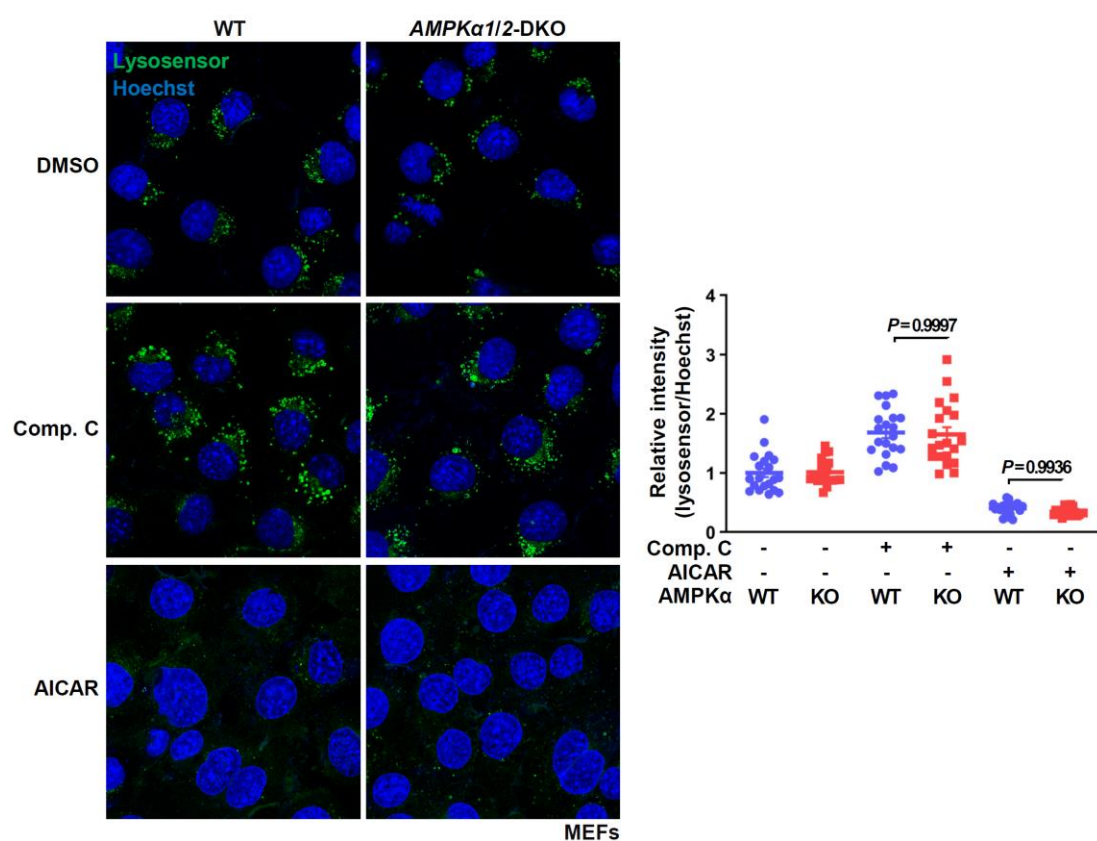 WT
AMPKα1/2-DKO
Lysosensor
Hoechst
DMSO
Comp. C
AICAR
MEFs
Relative intensity
(lysosensor/Hoechst)
4
3
2
1
0
P = 0.9997
P = 0.9936
Comp. C - - + + - -
AICAR - - - - + +
AMPKα WT KO WT KO WT KO